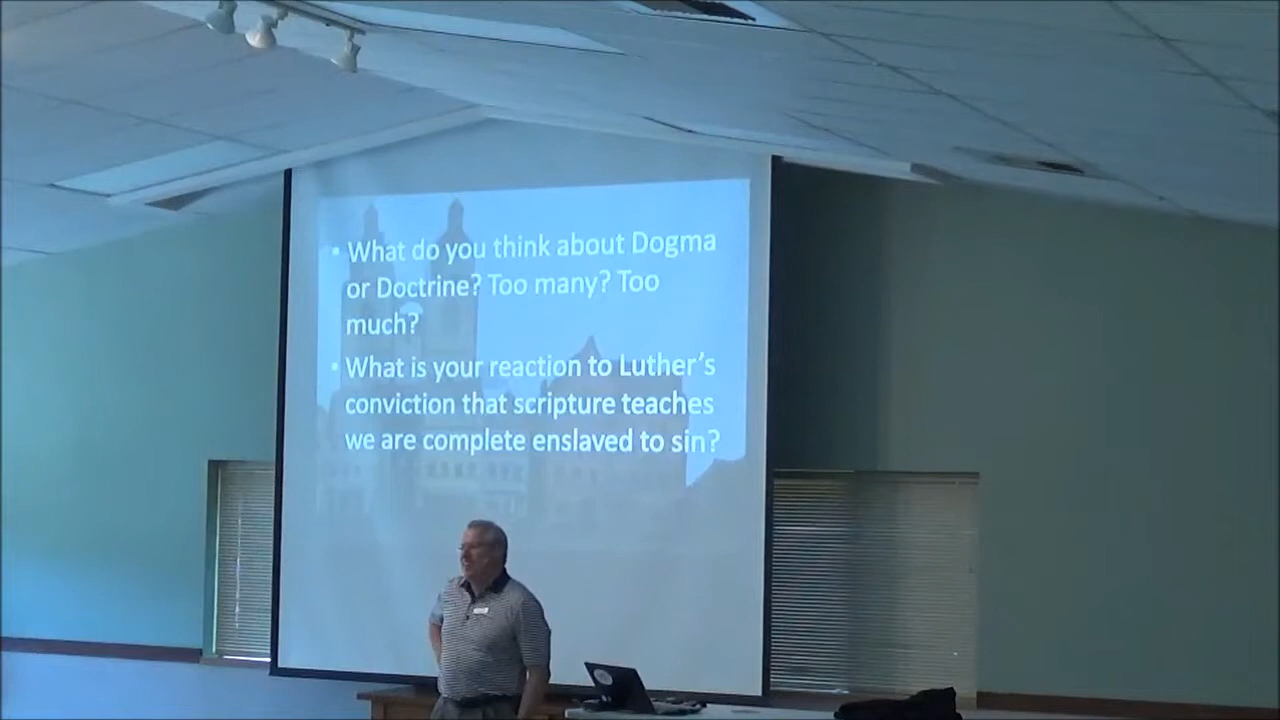 • What do you think about Dogma
or Doctrine? Too many? Too
much?
• What is your reaction to Luther's
conviction that scripture teaches
we are complete enslaved to sin?